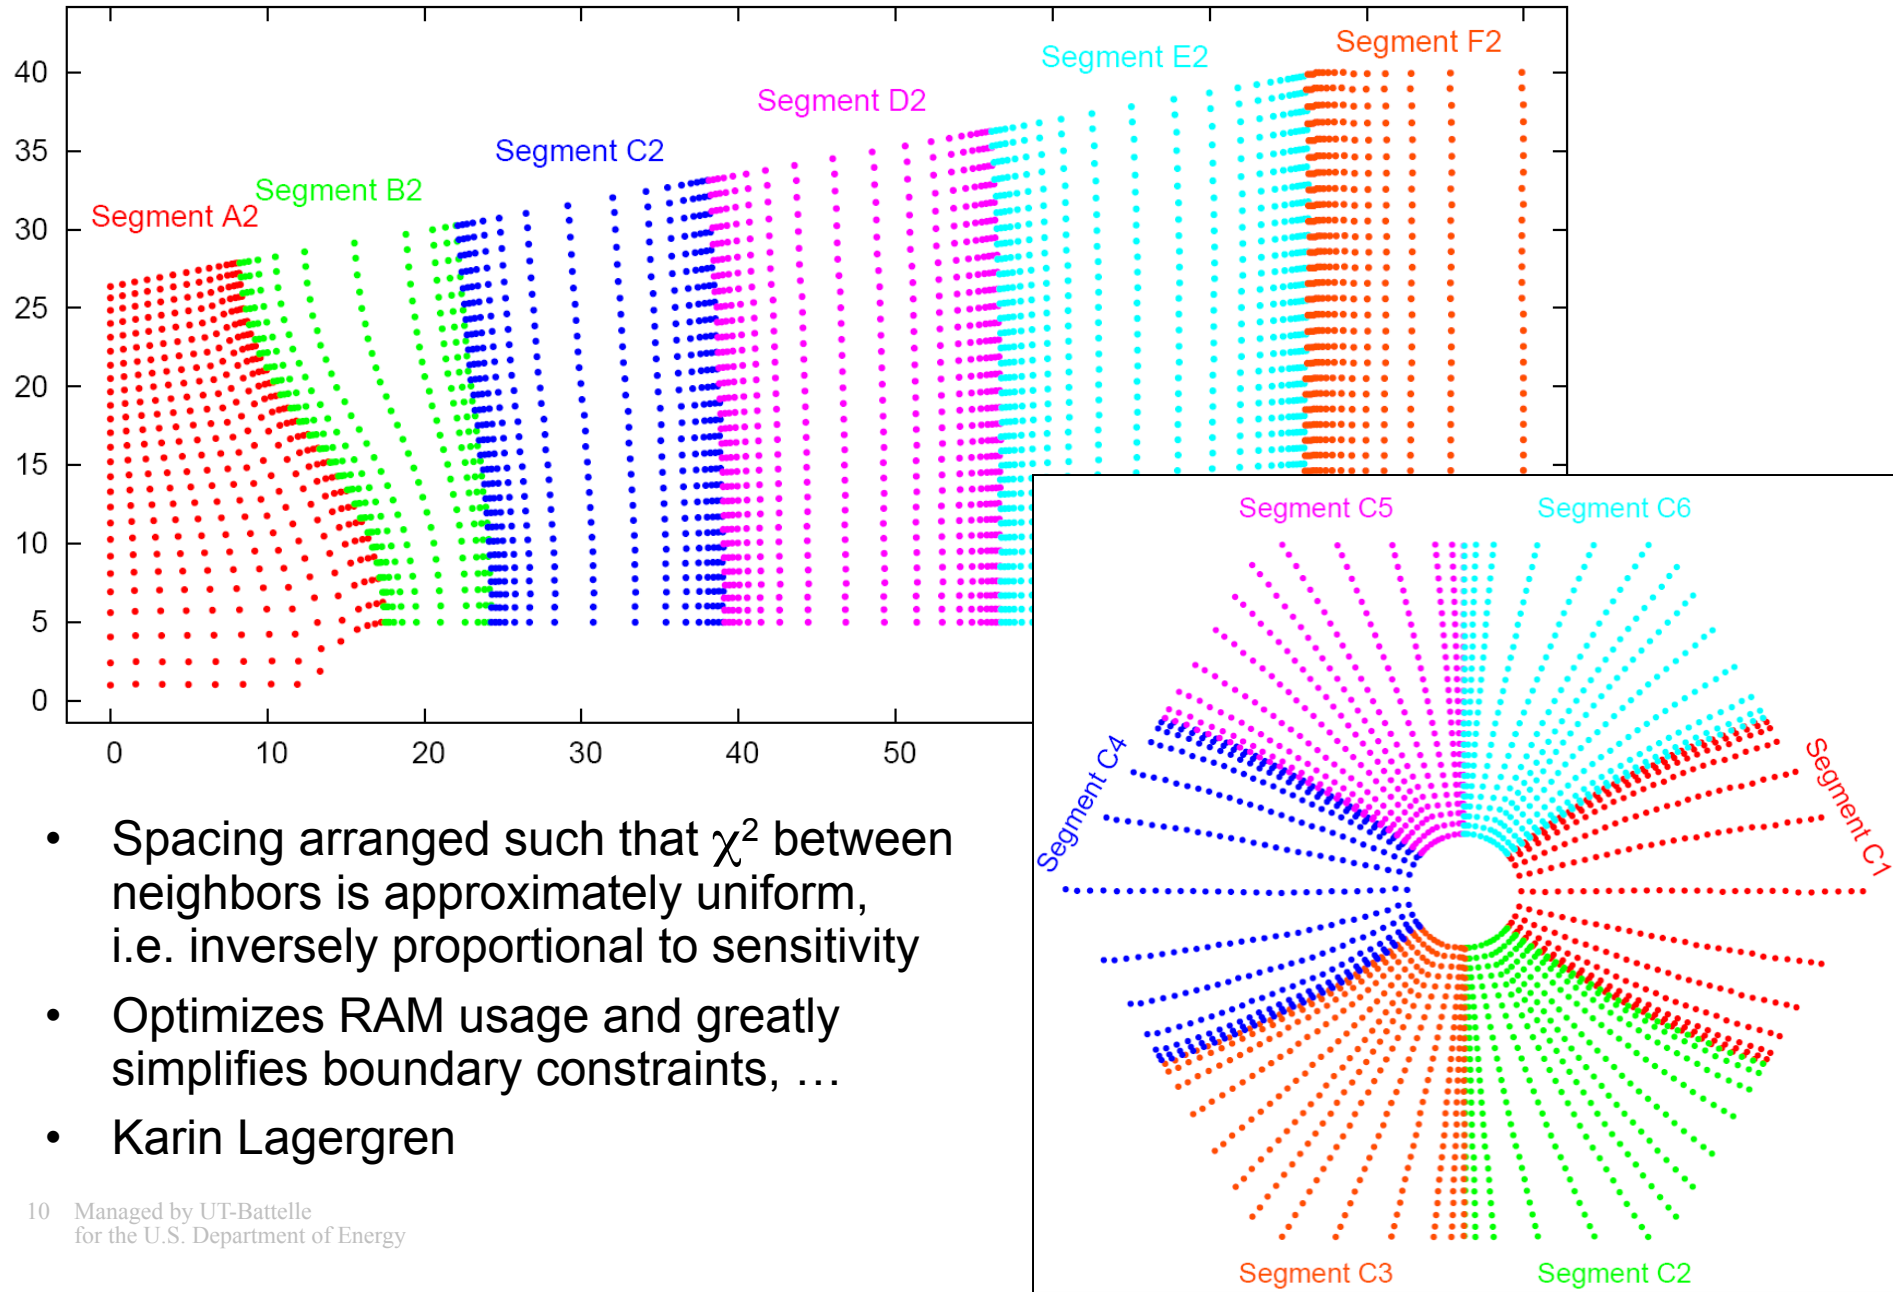 Segment F2
Segment E2
Segment D2
Segment C2
Segment B2
Segment A2
40
35
30
25
20
15
10
5
0
0 10 20 30 40 50
Segment C5 Segment C6
Segment C4
Segment C1
Segment C3 Segment C2
• Spacing arranged such that χ² between
neighbors is approximately uniform,
i.e. inversely proportional to sensitivity
• Optimizes RAM usage and greatly
simplifies boundary constraints, …
• Karin Lagergren
10 Managed by UT-Battelle
for the U.S. Department of Energy